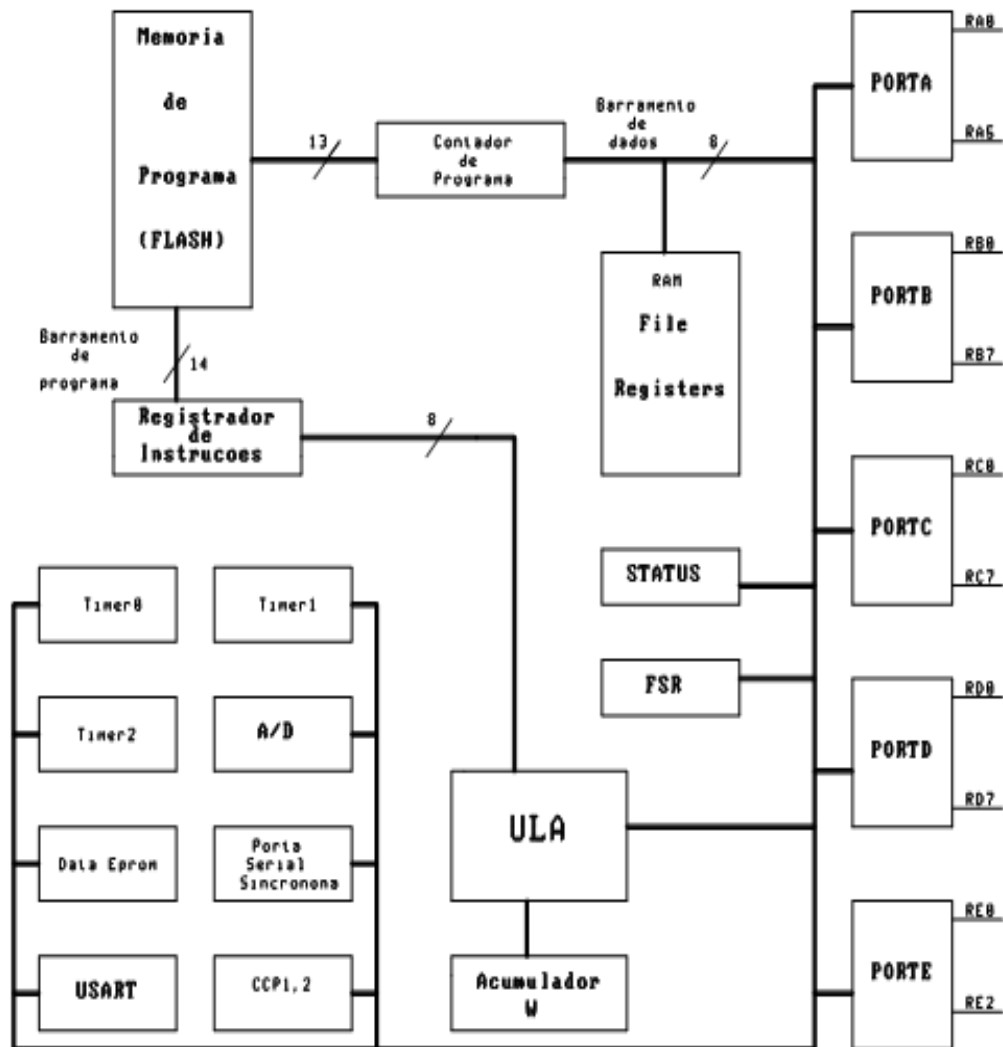 Memoria
de
Programa
(FLASH)
13
Contador
de
Programa
Barramento
de
dados
8
RAM
File
Registers
Barramento
de
programa
14
Registrador
de
Instrucoes
8
STATUS
FSR
Timer0
Timer1
Timer2
A/D
Data Eprom
Porta
Serial
Sincronoma
USART
CCP1,2
ULA
Acumulador
W
PORTA
RA0
RA5
PORTB
RB0
RB7
PORTC
RC0
RC7
PORTD
RD0
RD7
PORTE
RE0
RE2